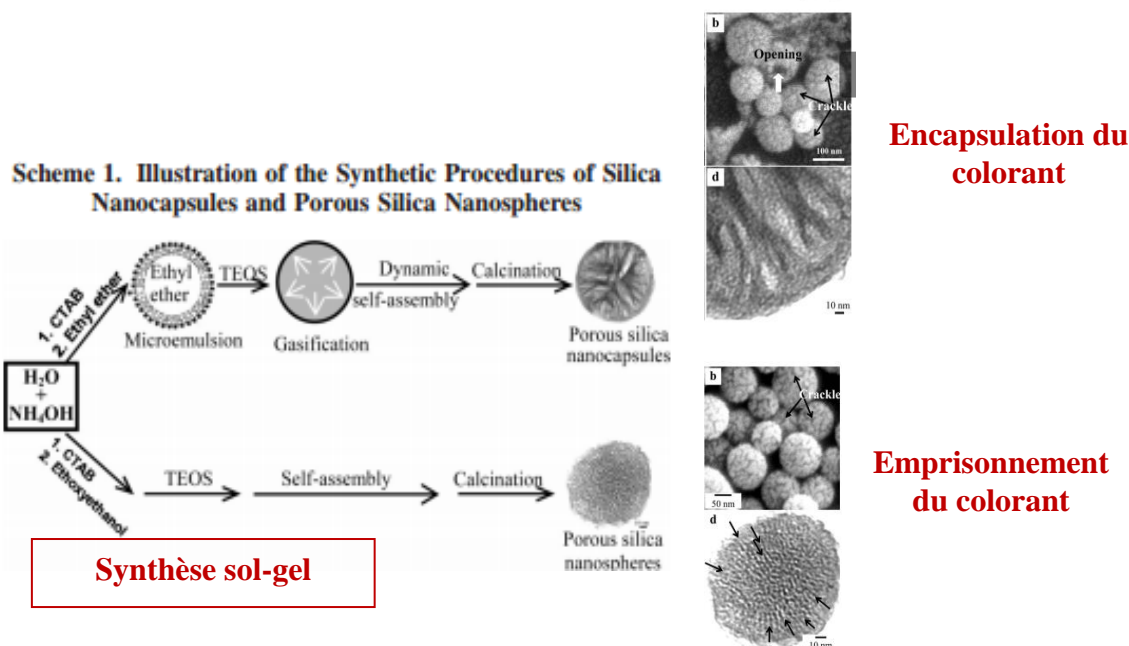 Scheme 1. Illustration of the Synthetic Procedures of Silica
Nanocapsules and Porous Silica Nanospheres
H₂O
+
NH₄OH
1. CTAB
2. Ethyl ether
Ethyl
ether
Microemulsion
TEOS
Gasification
Dynamic
self-assembly
Calcination
Porous silica
nanocapsules
1. CTAB
2. Ethoxyethanol
TEOS
Self-assembly
Calcination
Porous silica
nanospheres
Synthèse sol-gel
b
Opening
Crackle
100 nm
d
10 nm
Encapsulation du
colorant
b
Crackle
50 nm
d
10 nm
Emprisonnement
du colorant